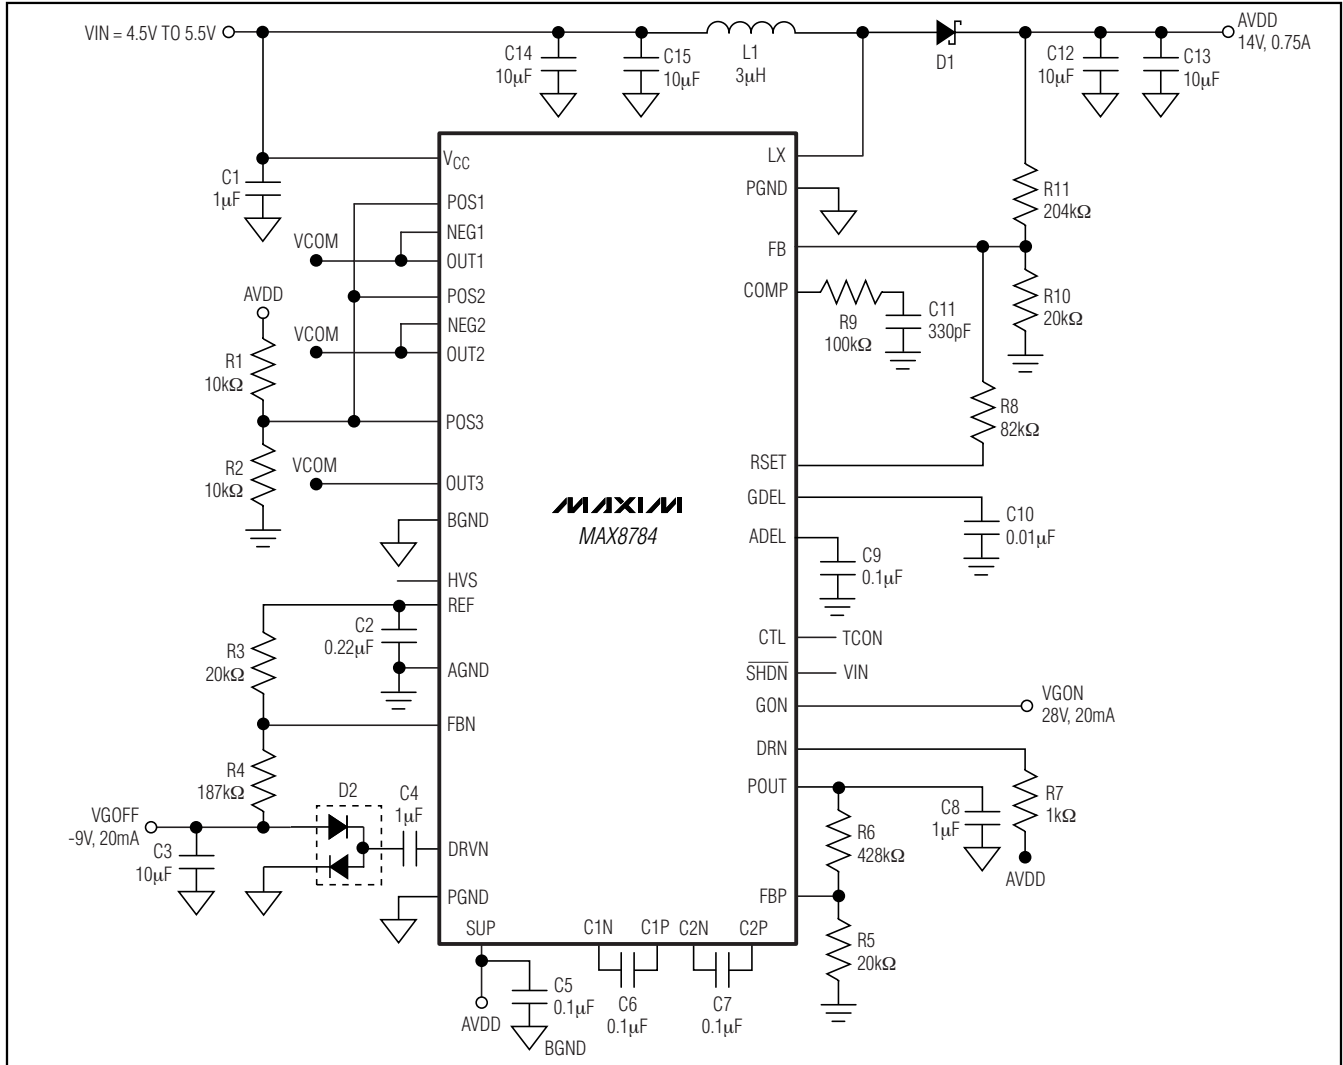 VIN = 4.5V TO 5.5V
C14
10µF
C15
10µF
L1
3µH
D1
C12
10µF
C13
10µF
AVDD
14V, 0.75A
C1
1µF
VCC
POS1
NEG1
OUT1
POS2
NEG2
OUT2
POS3
OUT3
BGND
HVS
REF
AGND
FBN
DRVN
PGND
VCOM
AVDD
VCOM
R1
10kΩ
R2
10kΩ
VCOM
C2
0.22µF
R3
20kΩ
R4
187kΩ
D2
C4
1µF
VGOFF
-9V, 20mA
C3
10µF
MAXIM
MAX8784
LX
PGND
FB
COMP
RSET
GDEL
ADEL
CTL
SHDN
GON
DRN
POUT
FBP
R11
204kΩ
R10
20kΩ
R9
100kΩ
C11
330pF
R8
82kΩ
C10
0.01µF
C9
0.1µF
TCON
VIN
VGON
28V, 20mA
R7
1kΩ
AVDD
C8
1µF
R6
428kΩ
R5
20kΩ
SUP
C1N
C1P
C2N
C2P
C5
0.1µF
AVDD
BGND
C6
0.1µF
C7
0.1µF